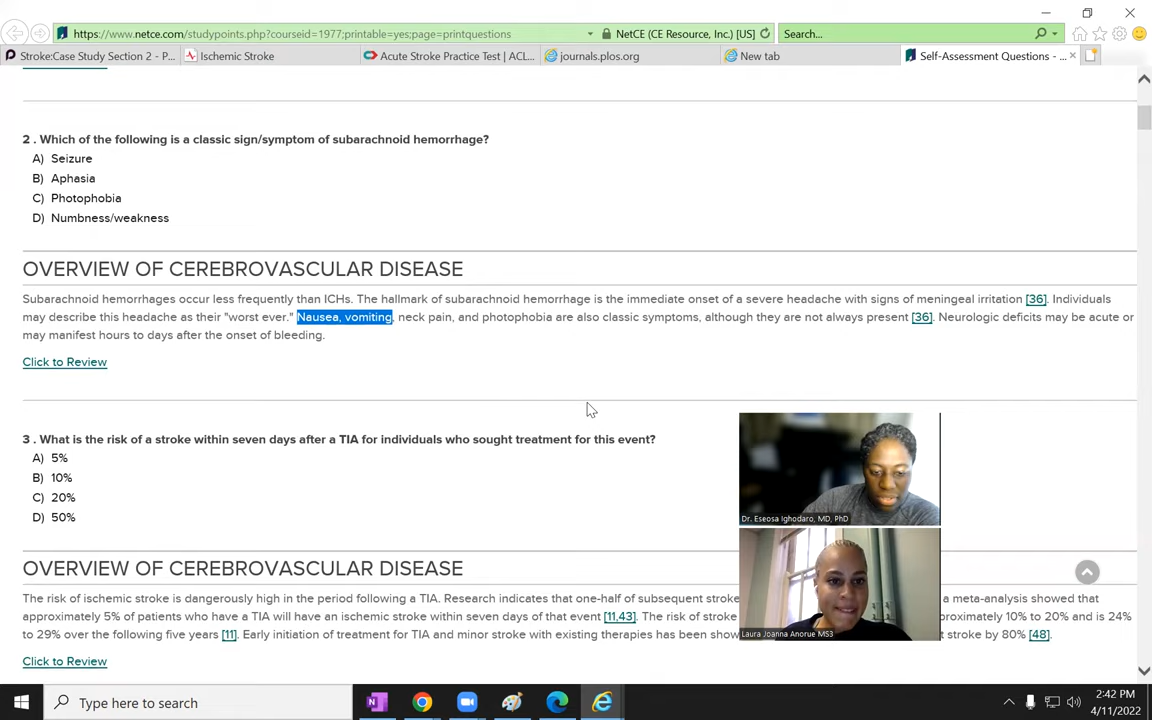 https://www.netce.com/studypoints.php?courseid=1977;printable=yes;page=printquestions
NetCE (CE Resource, Inc.) [US]
Search...
Stroke:Case Study Section 2 - P...
Ischemic Stroke
Acute Stroke Practice Test | ACL...
journals.plos.org
New tab
Self-Assessment Questions - ...
2 . Which of the following is a classic sign/symptom of subarachnoid hemorrhage?
A) Seizure
B) Aphasia
C) Photophobia
D) Numbness/weakness
OVERVIEW OF CEREBROVASCULAR DISEASE
Subarachnoid hemorrhages occur less frequently than ICHs. The hallmark of subarachnoid hemorrhage is the immediate onset of a severe headache with signs of meningeal irritation [36]. Individuals
may describe this headache as their "worst ever." Nausea, vomiting, neck pain, and photophobia are also classic symptoms, although they are not always present [36]. Neurologic deficits may be acute or
may manifest hours to days after the onset of bleeding.
Click to Review
3 . What is the risk of a stroke within seven days after a TIA for individuals who sought treatment for this event?
A) 5%
B) 10%
C) 20%
D) 50%
Dr. Eseosa Ighodaro, MD, PhD
OVERVIEW OF CEREBROVASCULAR DISEASE
The risk of ischemic stroke is dangerously high in the period following a TIA. Research indicates that one-half of subsequent stroke a meta-analysis showed that
approximately 5% of patients who have a TIA will have an ischemic stroke within seven days of that event [11,43]. The risk of stroke proximately 10% to 20% and is 24%
to 29% over the following five years [11]. Early initiation of treatment for TIA and minor stroke with existing therapies has been show t stroke by 80% [48].
Laura Joanna Anorue MS3
Click to Review
Type here to search
2:42 PM
4/11/2022